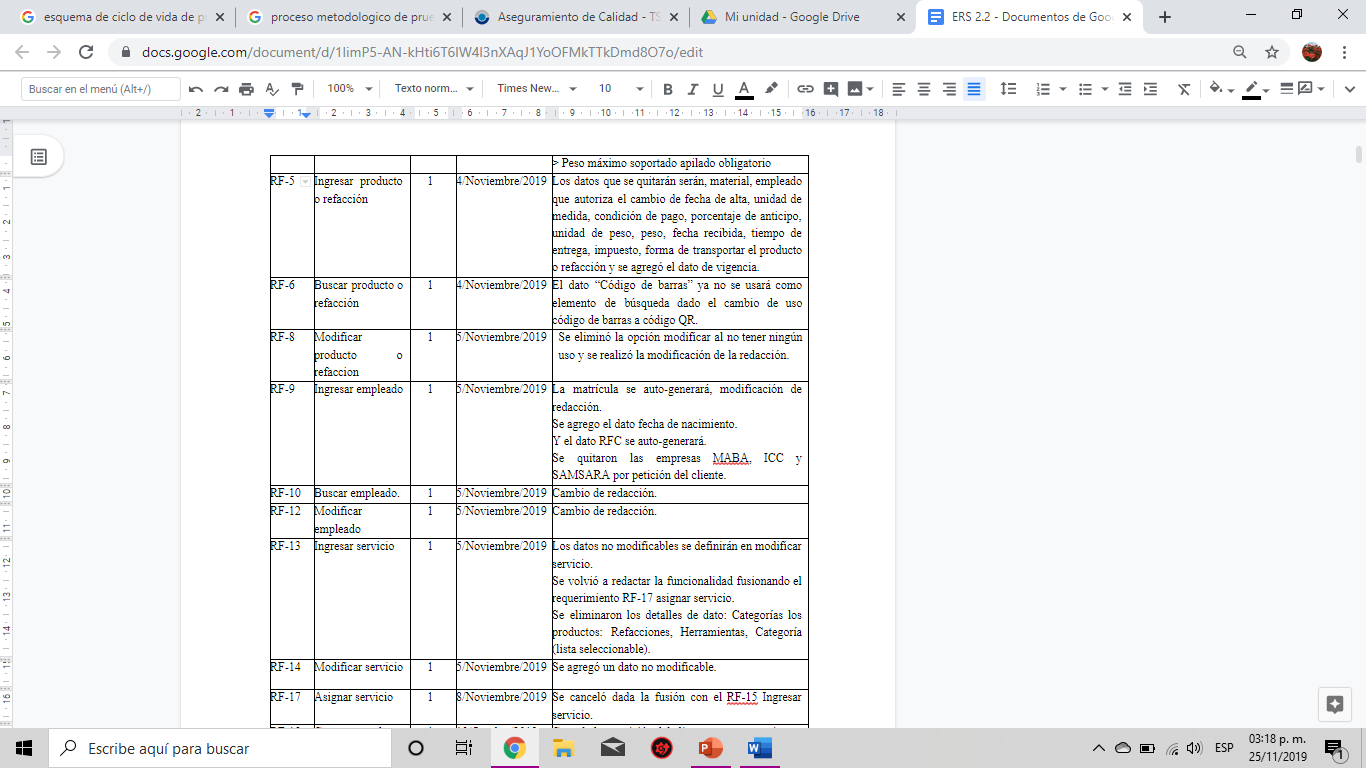 esquema de ciclo de vida de pr
proceso metodologico de prue
Aseguramiento de Calidad - TS
Mi unidad - Google Drive
ERS 2.2 - Documentos de Goo
docs.google.com/document/d/1limP5-AN-kHti6T6IW4l3nXAqJ1YoOFMkTTkDmd8O7o/edit
Buscar en el menú (Alt+/)
100%
Texto norm...
Times New...
10
> Peso máximo soportado apilado obligatorio
RF-5 Ingresar producto 1 4/Noviembre/2019 Los datos que se quitarán serán, material, empleado
o refacción que autoriza el cambio de fecha de alta, unidad de
medida, condición de pago, porcentaje de anticipo,
unidad de peso, peso, fecha recibida, tiempo de
entrega, impuesto, forma de transportar el producto
o refacción y se agregó el dato de vigencia.
RF-6 Buscar producto o 1 4/Noviembre/2019 El dato “Código de barras” ya no se usará como
refacción elemento de búsqueda dado el cambio de uso
código de barras a código QR.
RF-8 Modificar 1 5/Noviembre/2019 Se eliminó la opción modificar al no tener ningún
producto o uso y se realizó la modificación de la redacción.
refaccion
RF-9 Ingresar empleado 1 5/Noviembre/2019 La matrícula se auto-generará, modificación de
redacción.
Se agrego el dato fecha de nacimiento.
Y el dato RFC se auto-generará.
Se quitaron las empresas MABA, ICC y
SAMSARA por petición del cliente.
RF-10 Buscar empleado. 1 5/Noviembre/2019 Cambio de redacción.
RF-12 Modificar 1 5/Noviembre/2019 Cambio de redacción.
empleado
RF-13 Ingresar servicio 1 5/Noviembre/2019 Los datos no modificables se definirán en modificar
servicio.
Se volvió a redactar la funcionalidad fusionando el
requerimiento RF-17 asignar servicio.
Se eliminaron los detalles de dato: Categorías los
productos: Refacciones, Herramientas, Categoría
(lista seleccionable).
RF-14 Modificar servicio 1 5/Noviembre/2019 Se agregó un dato no modificable.
RF-17 Asignar servicio 1 8/Noviembre/2019 Se canceló dada la fusión con el RF-15 Ingresar
servicio.
Escribe aquí para buscar
ESP
03:18 p. m.
25/11/2019
1